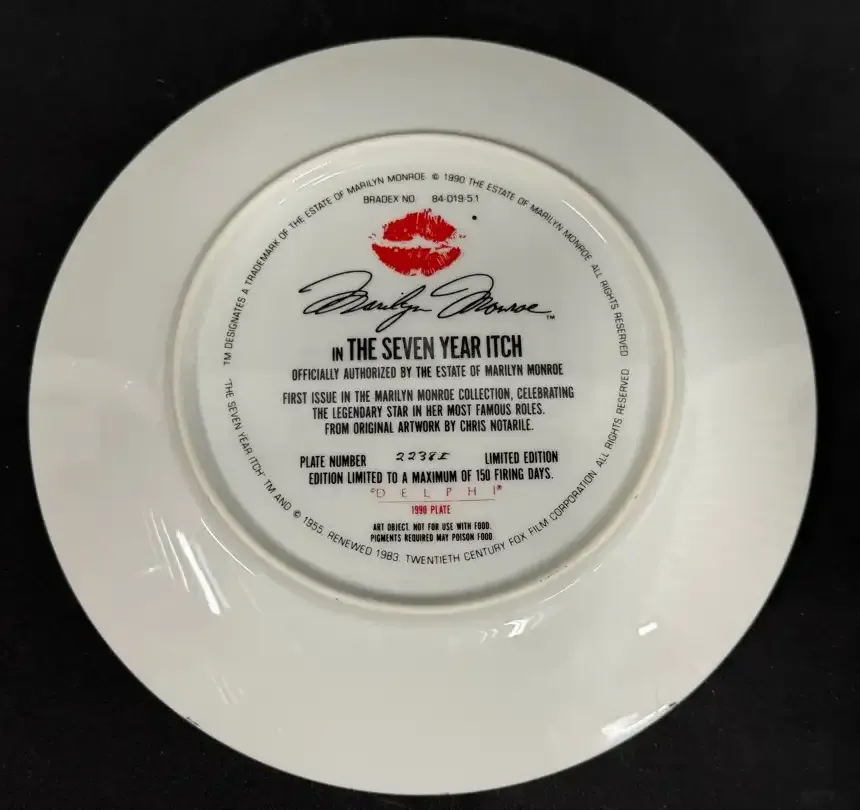 TM DESIGNATES A TRADEMARK OF THE ESTATE OF MARILYN MONROE © 1990 THE ESTATE OF MARILYN MONROE ALL RIGHTS RESERVED
BRADEX NO. 84-D19-5.1
Marilyn Monroe™
IN THE SEVEN YEAR ITCH
OFFICIALLY AUTHORIZED BY THE ESTATE OF MARILYN MONROE
FIRST ISSUE IN THE MARILYN MONROE COLLECTION, CELEBRATING
THE LEGENDARY STAR IN HER MOST FAMOUS ROLES.
FROM ORIGINAL ARTWORK BY CHRIS NOTARILE.
PLATE NUMBER 2238I LIMITED EDITION
EDITION LIMITED TO A MAXIMUM OF 150 FIRING DAYS.
DELPHI
1990 PLATE
ART OBJECT. NOT FOR USE WITH FOOD.
PIGMENTS REQUIRED MAY POISON FOOD.
"THE SEVEN YEAR ITCH" TM AND © 1955. RENEWED 1983. TWENTIETH CENTURY FOX FILM CORPORATION. ALL RIGHTS RESERVED